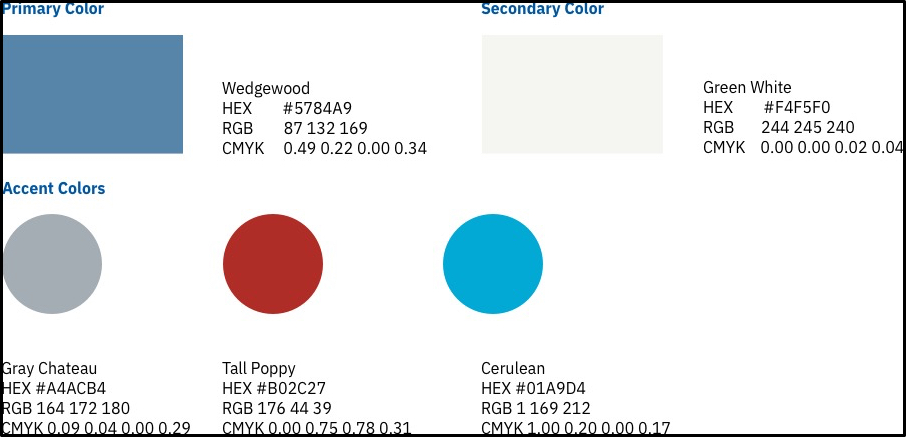 Primary Color
Secondary Color
Wedgewood
HEX #5784A9
RGB 87 132 169
CMYK 0.49 0.22 0.00 0.34
Green White
HEX #F4F5F0
RGB 244 245 240
CMYK 0.00 0.00 0.02 0.04
Accent Colors
Gray Chateau
HEX #A4ACB4
RGB 164 172 180
CMYK 0.09 0.04 0.00 0.29
Tall Poppy
HEX #B02C27
RGB 176 44 39
CMYK 0.00 0.75 0.78 0.31
Cerulean
HEX #01A9D4
RGB 1 169 212
CMYK 1.00 0.20 0.00 0.17